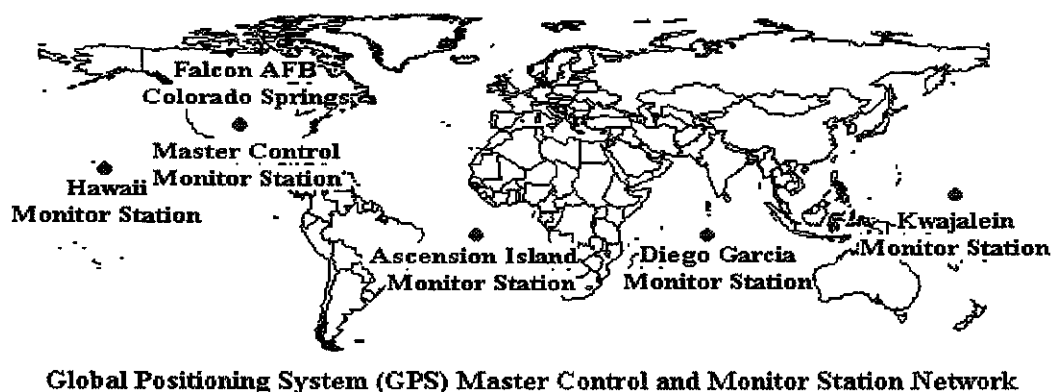 Falcon AFB
Colorado Springs
Master Control
Monitor Station
Hawaii
Monitor Station
Ascension Island
Monitor Station
Diego Garcia
Monitor Station
Kwajalein
Monitor Station
Global Positioning System (GPS) Master Control and Monitor Station Network